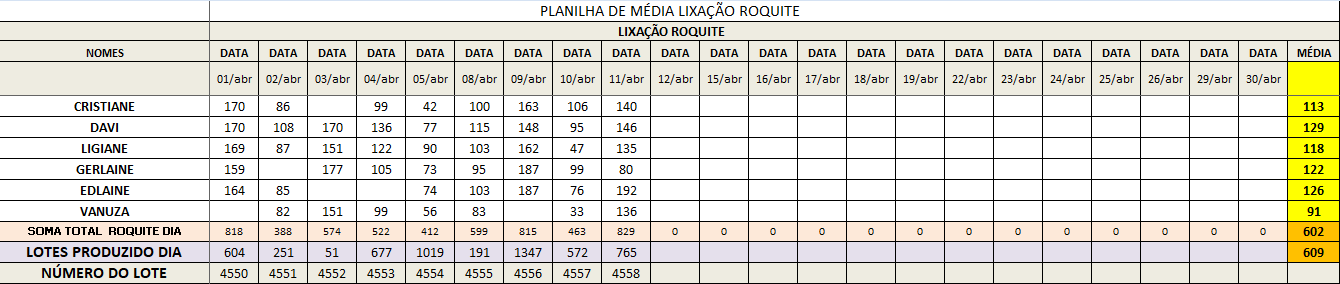 PLANILHA DE MÉDIA LIXAÇÃO ROQUITE
LIXAÇÃO ROQUITE
NOMES DATA DATA DATA DATA DATA DATA DATA DATA DATA DATA DATA DATA DATA DATA DATA DATA DATA DATA DATA DATA DATA DATA MÉDIA
01/abr 02/abr 03/abr 04/abr 05/abr 08/abr 09/abr 10/abr 11/abr 12/abr 15/abr 16/abr 17/abr 18/abr 19/abr 22/abr 23/abr 24/abr 25/abr 26/abr 29/abr 30/abr
CRISTIANE 170 86 99 42 100 163 106 140 113
DAVI 170 108 170 136 77 115 148 95 146 129
LIGIANE 169 87 151 122 90 103 162 47 135 118
GERLAINE 159 177 105 73 95 187 99 80 122
EDLAINE 164 85 74 103 187 76 192 126
VANUZA 82 151 99 56 83 33 136 91
SOMA TOTAL ROQUITE DIA 818 388 574 522 412 599 815 463 829 0 0 0 0 0 0 0 0 0 0 0 0 0 602
LOTES PRODUZIDO DIA 604 251 51 677 1019 191 1347 572 765 609
NÚMERO DO LOTE 4550 4551 4552 4553 4554 4555 4556 4557 4558